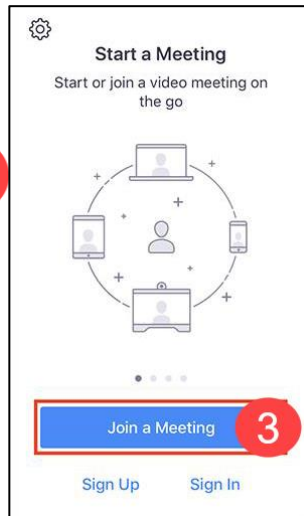 Start a Meeting
Start or join a video meeting on
the go
Join a Meeting
3
Sign Up
Sign In